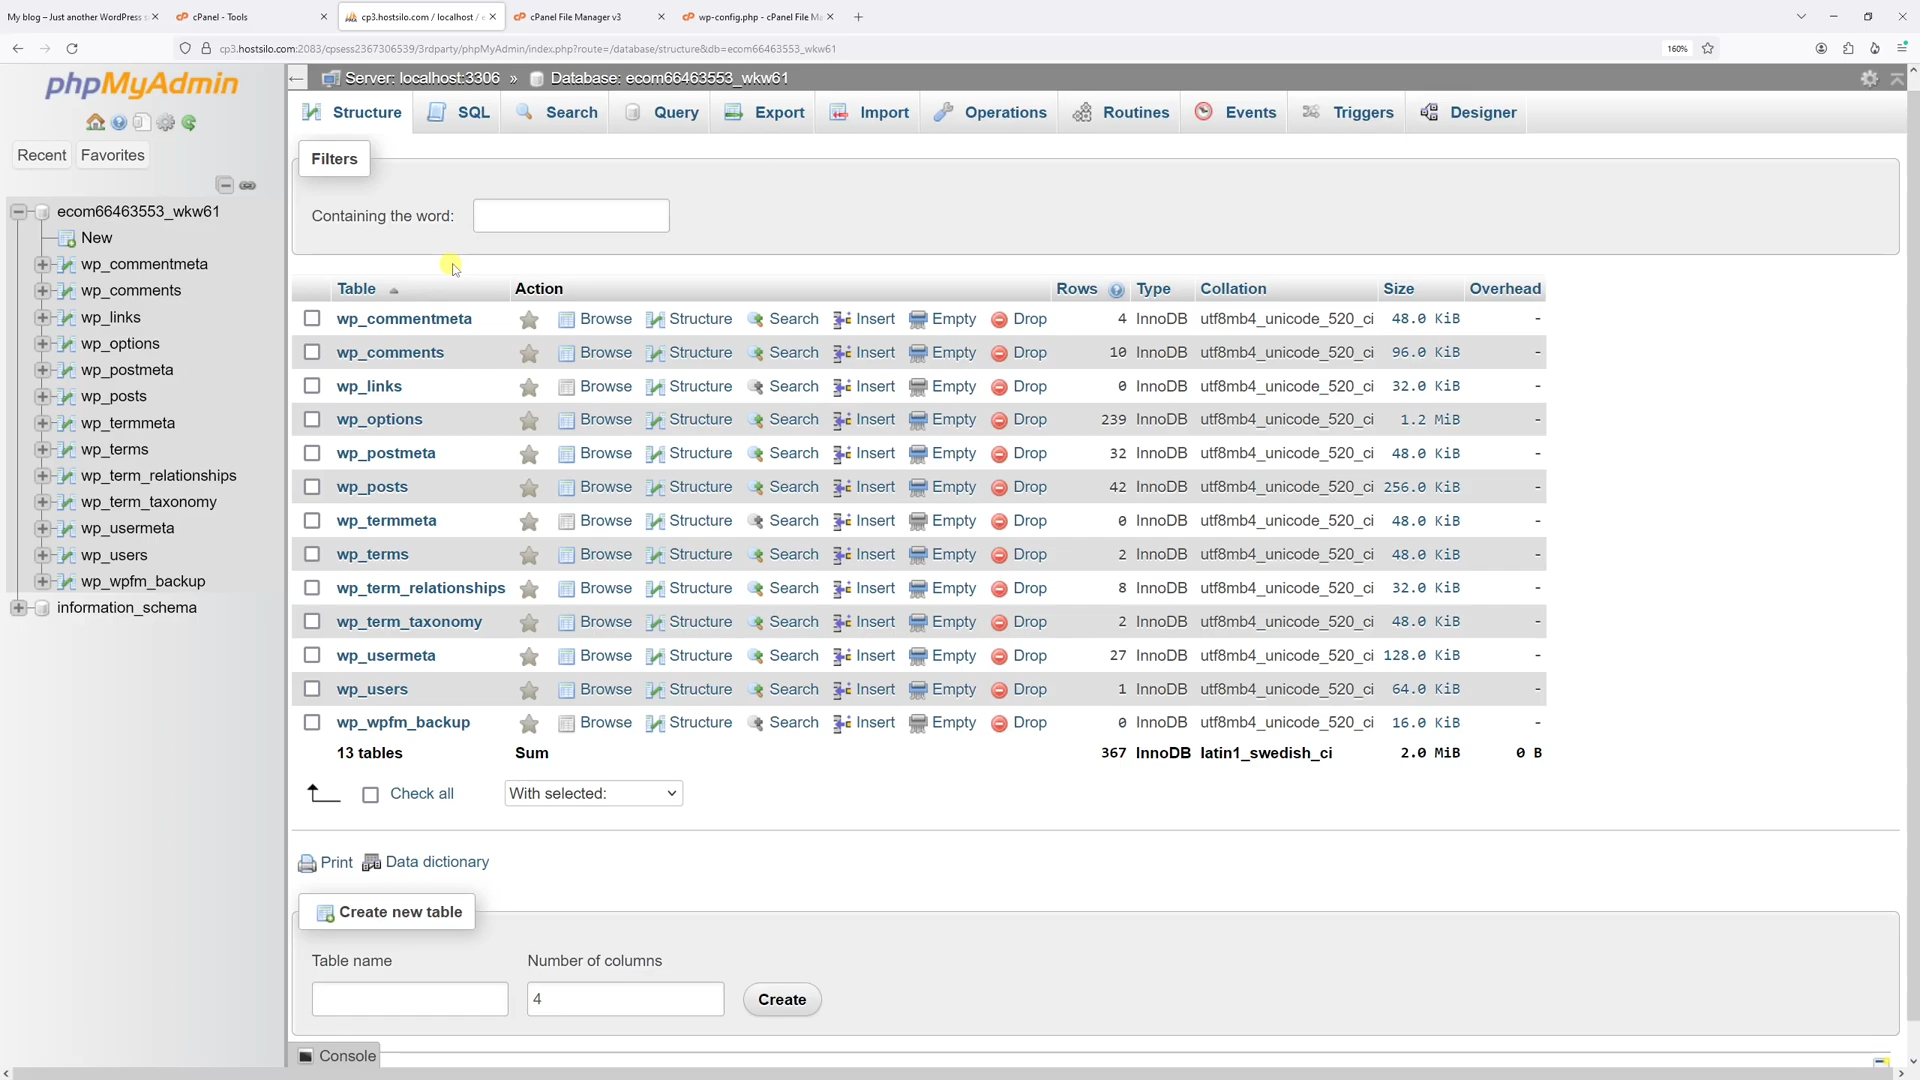 My blog – Just another WordPress s
cPanel - Tools
cp3.hostsilo.com / localhost / e
cPanel File Manager v3
wp-config.php - cPanel File Ma
cp3.hostsilo.com:2083/cpsess2367306539/3rdparty/phpMyAdmin/index.php?route=/database/structure&db=ecom66463553_wkw61
160%
phpMyAdmin
Recent Favorites
ecom66463553_wkw61
New
wp_commentmeta
wp_comments
wp_links
wp_options
wp_postmeta
wp_posts
wp_termmeta
wp_terms
wp_term_relationships
wp_term_taxonomy
wp_usermeta
wp_users
wp_wpfm_backup
information_schema
Server: localhost:3306 » Database: ecom66463553_wkw61
Structure SQL Search Query Export Import Operations Routines Events Triggers Designer
Filters
Containing the word:
Table Action Rows Type Collation Size Overhead
wp_commentmeta Browse Structure Search Insert Empty Drop 4 InnoDB utf8mb4_unicode_520_ci 48.0 KiB -
wp_comments Browse Structure Search Insert Empty Drop 10 InnoDB utf8mb4_unicode_520_ci 96.0 KiB -
wp_links Browse Structure Search Insert Empty Drop 0 InnoDB utf8mb4_unicode_520_ci 32.0 KiB -
wp_options Browse Structure Search Insert Empty Drop 239 InnoDB utf8mb4_unicode_520_ci 1.2 MiB -
wp_postmeta Browse Structure Search Insert Empty Drop 32 InnoDB utf8mb4_unicode_520_ci 48.0 KiB -
wp_posts Browse Structure Search Insert Empty Drop 42 InnoDB utf8mb4_unicode_520_ci 256.0 KiB -
wp_termmeta Browse Structure Search Insert Empty Drop 0 InnoDB utf8mb4_unicode_520_ci 48.0 KiB -
wp_terms Browse Structure Search Insert Empty Drop 2 InnoDB utf8mb4_unicode_520_ci 48.0 KiB -
wp_term_relationships Browse Structure Search Insert Empty Drop 8 InnoDB utf8mb4_unicode_520_ci 32.0 KiB -
wp_term_taxonomy Browse Structure Search Insert Empty Drop 2 InnoDB utf8mb4_unicode_520_ci 48.0 KiB -
wp_usermeta Browse Structure Search Insert Empty Drop 27 InnoDB utf8mb4_unicode_520_ci 128.0 KiB -
wp_users Browse Structure Search Insert Empty Drop 1 InnoDB utf8mb4_unicode_520_ci 64.0 KiB -
wp_wpfm_backup Browse Structure Search Insert Empty Drop 0 InnoDB utf8mb4_unicode_520_ci 16.0 KiB -
13 tables Sum 367 InnoDB latin1_swedish_ci 2.0 MiB 0 B
Check all With selected:
Print Data dictionary
Create new table
Table name Number of columns
4 Create
Console